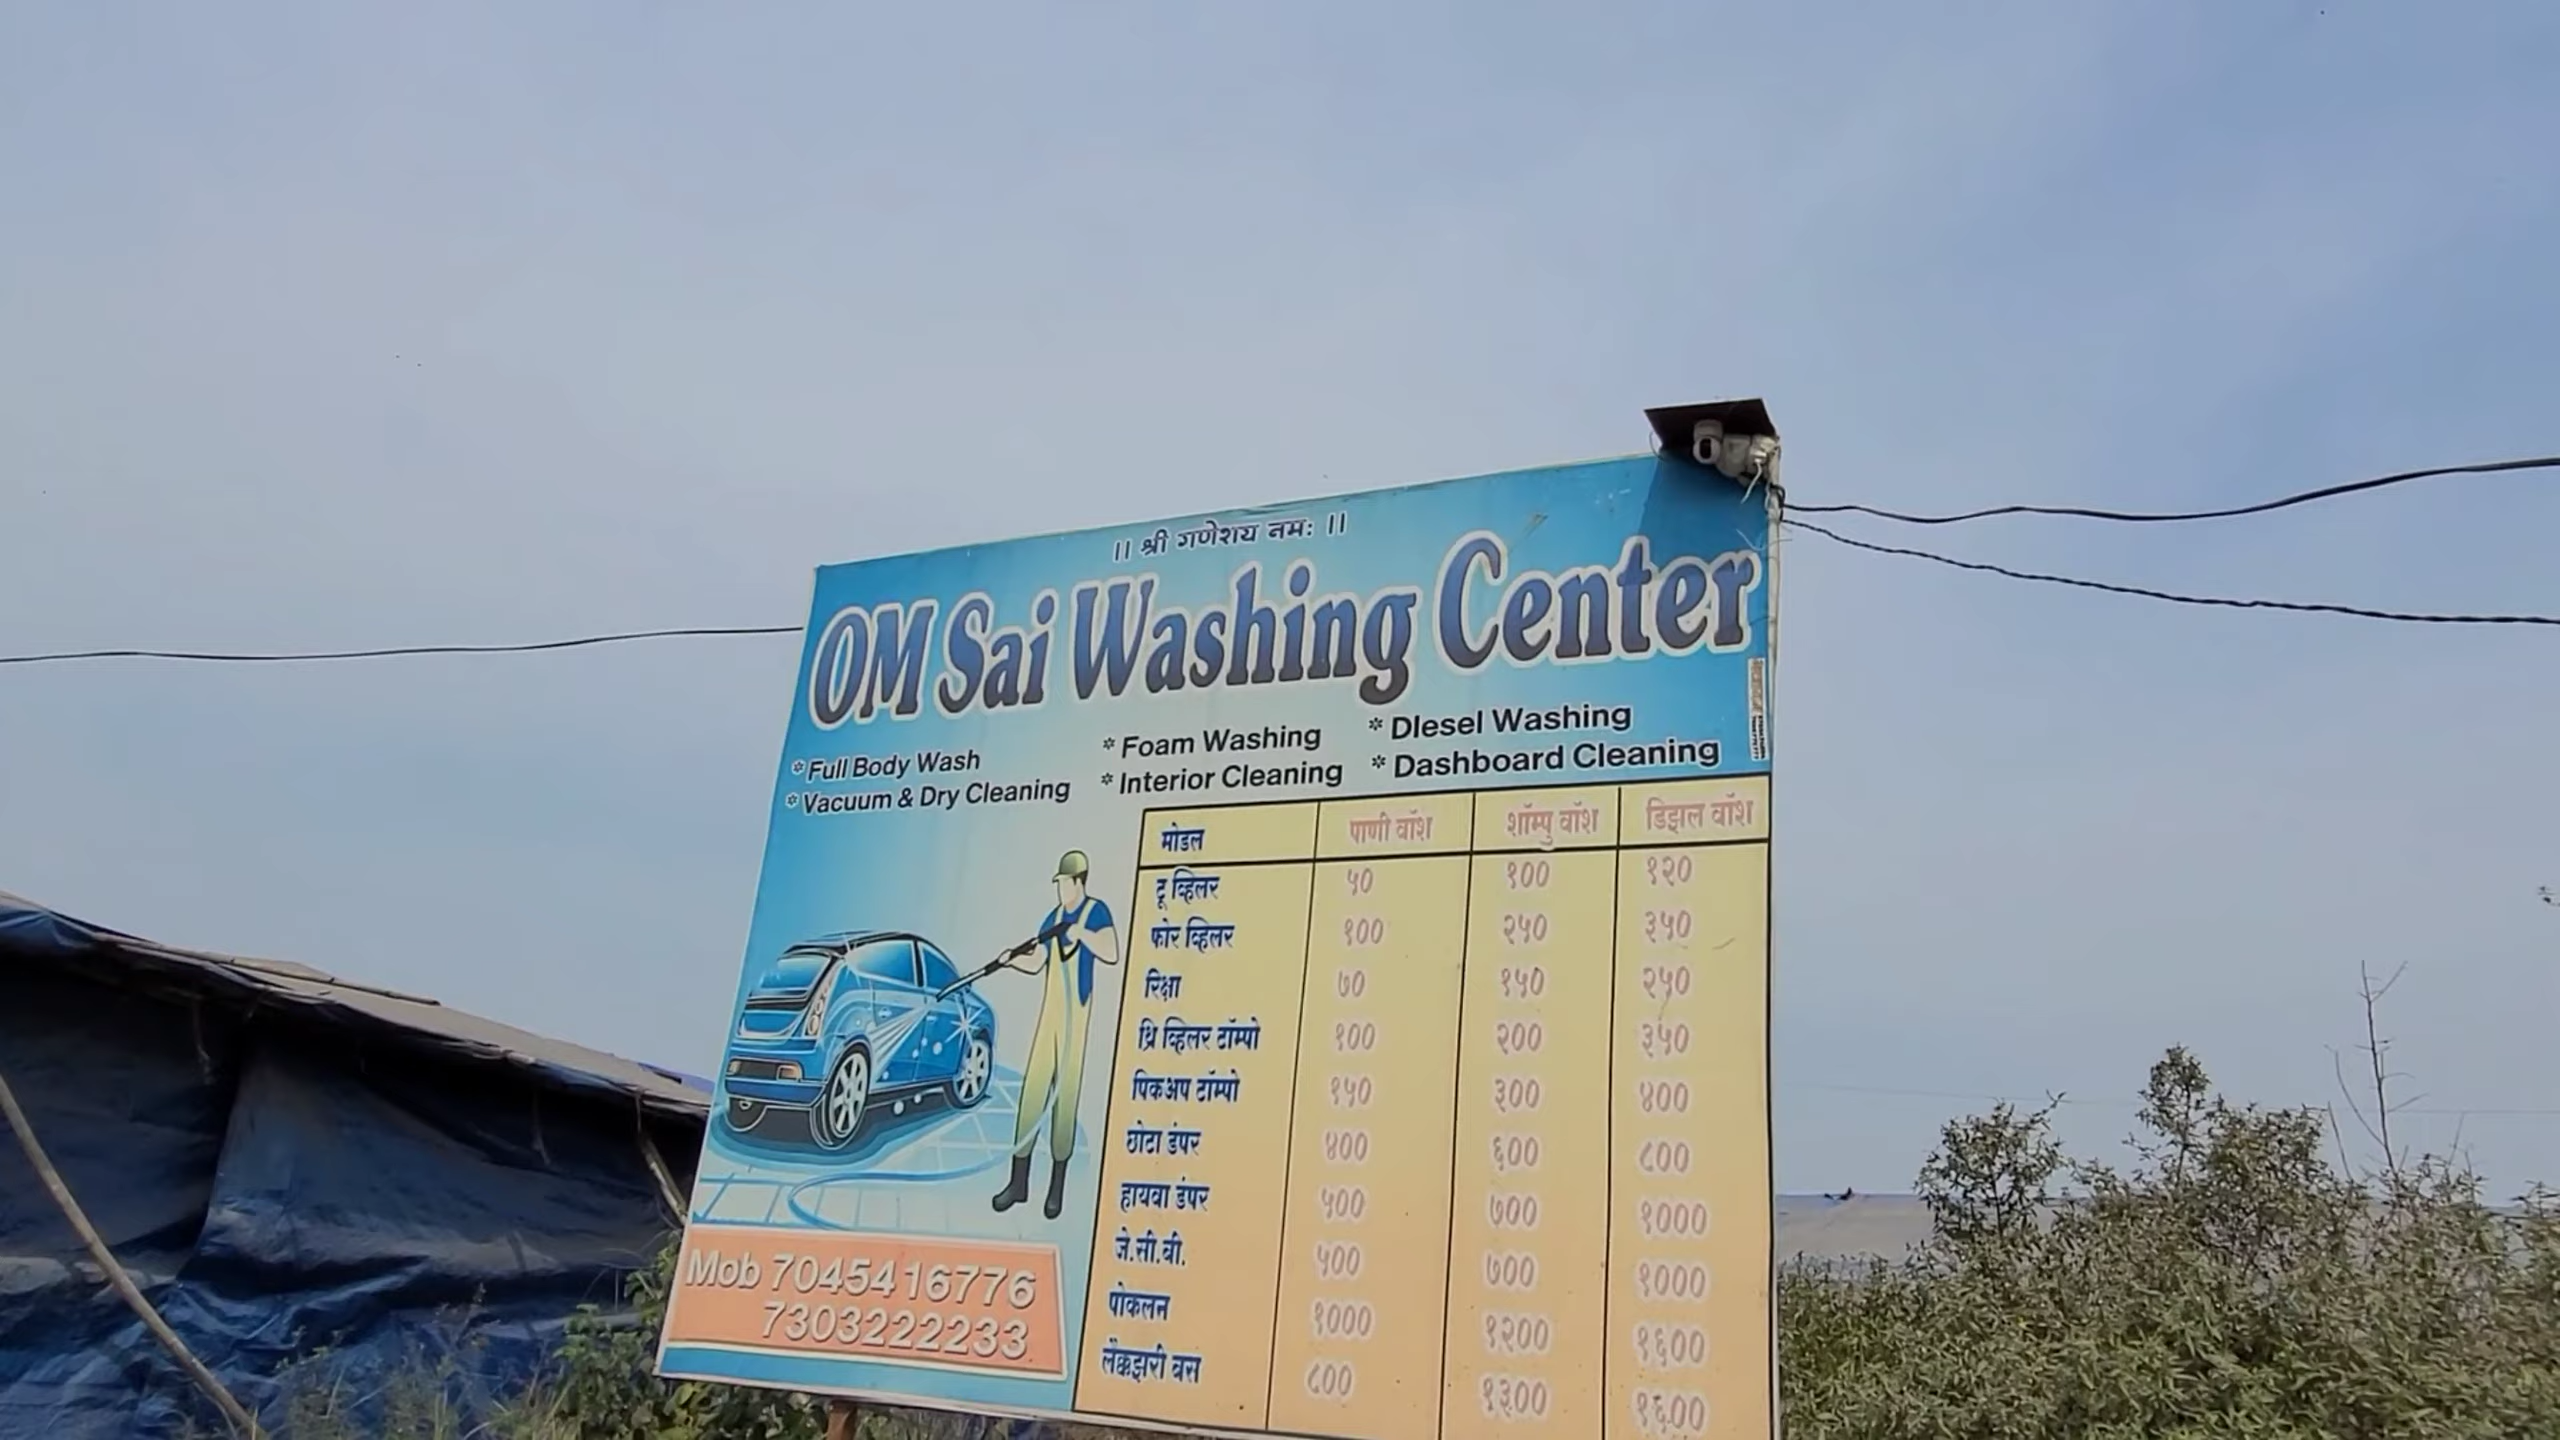 ।। श्री गणेशय नमः ।।
OM Sai Washing Center
* Full Body Wash * Foam Washing * DIesel Washing
* Vacuum & Dry Cleaning * Interior Cleaning * Dashboard Cleaning
मोडल पाणी वॉश शॉम्पु वॉश डिझल वॉश
टू व्हिलर ५० १०० १२०
फोर व्हिलर १०० २५० ३५०
रिक्षा ७० १५० २५०
थ्रि व्हिलर टॉम्पो १०० २०० ३५०
पिकअप टॉम्पो १५० ३०० ४००
छोटा डंपर ४०० ६०० ८००
हायवा डंपर ५०० ७०० १०००
जे.सी.बी. ५०० ७०० १०००
पोकलन १००० १२०० १६००
लॅक्झरी बस ८०० १३०० १६००
Mob 7045416776
7303222233